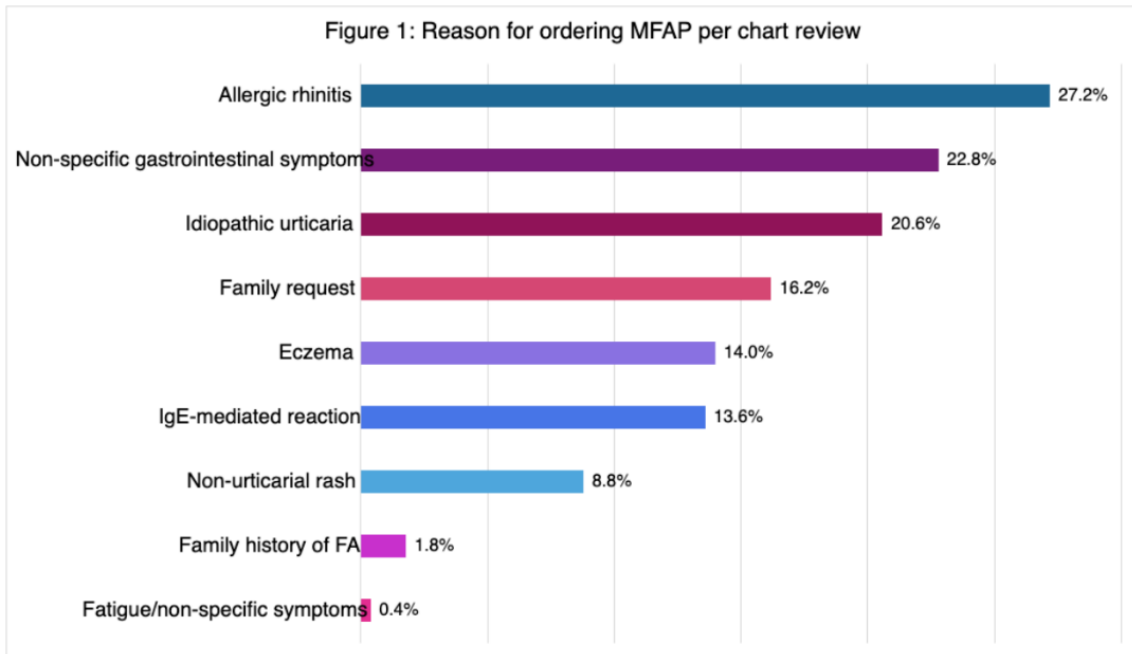 Figure 1: Reason for ordering MFAP per chart review
Allergic rhinitis 27.2%
Non-specific gastrointestinal symptoms 22.8%
Idiopathic urticaria 20.6%
Family request 16.2%
Eczema 14.0%
IgE-mediated reaction 13.6%
Non-urticarial rash 8.8%
Family history of FA 1.8%
Fatigue/non-specific symptoms 0.4%